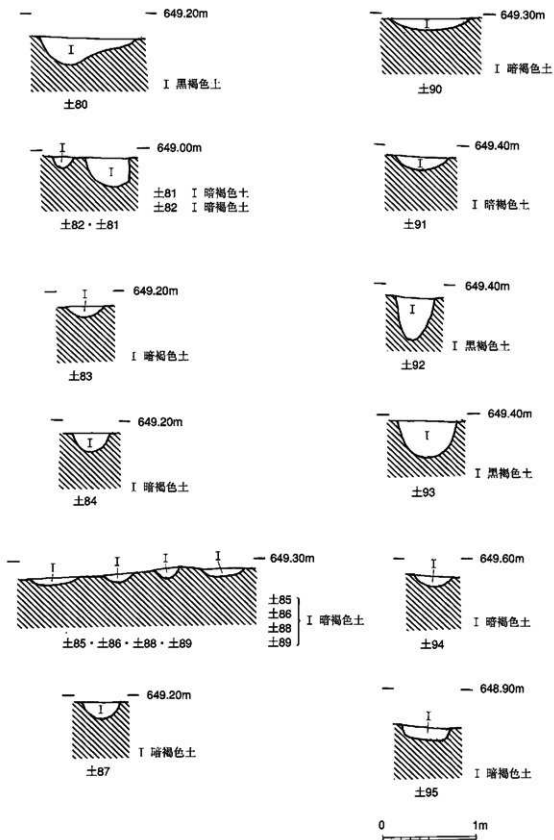 649.20m
I
I 黒褐色土
土80
649.00m
I
I
土81 I 暗褐色土
土82 I 暗褐色土
土82・土81
649.20m
I
I 暗褐色土
土83
649.20m
I
I 暗褐色土
土84
649.30m
I
I
I
I
土85
土86
土88
土89
I 暗褐色土
土85・土86・土88・土89
649.20m
I
I 暗褐色土
土87
649.30m
I
I 暗褐色土
土90
649.40m
I
I 暗褐色土
土91
649.40m
I
I 黒褐色土
土92
649.40m
I
I 黒褐色土
土93
649.60m
I
I 暗褐色土
土94
648.90m
I
I 暗褐色土
土95
0 1m